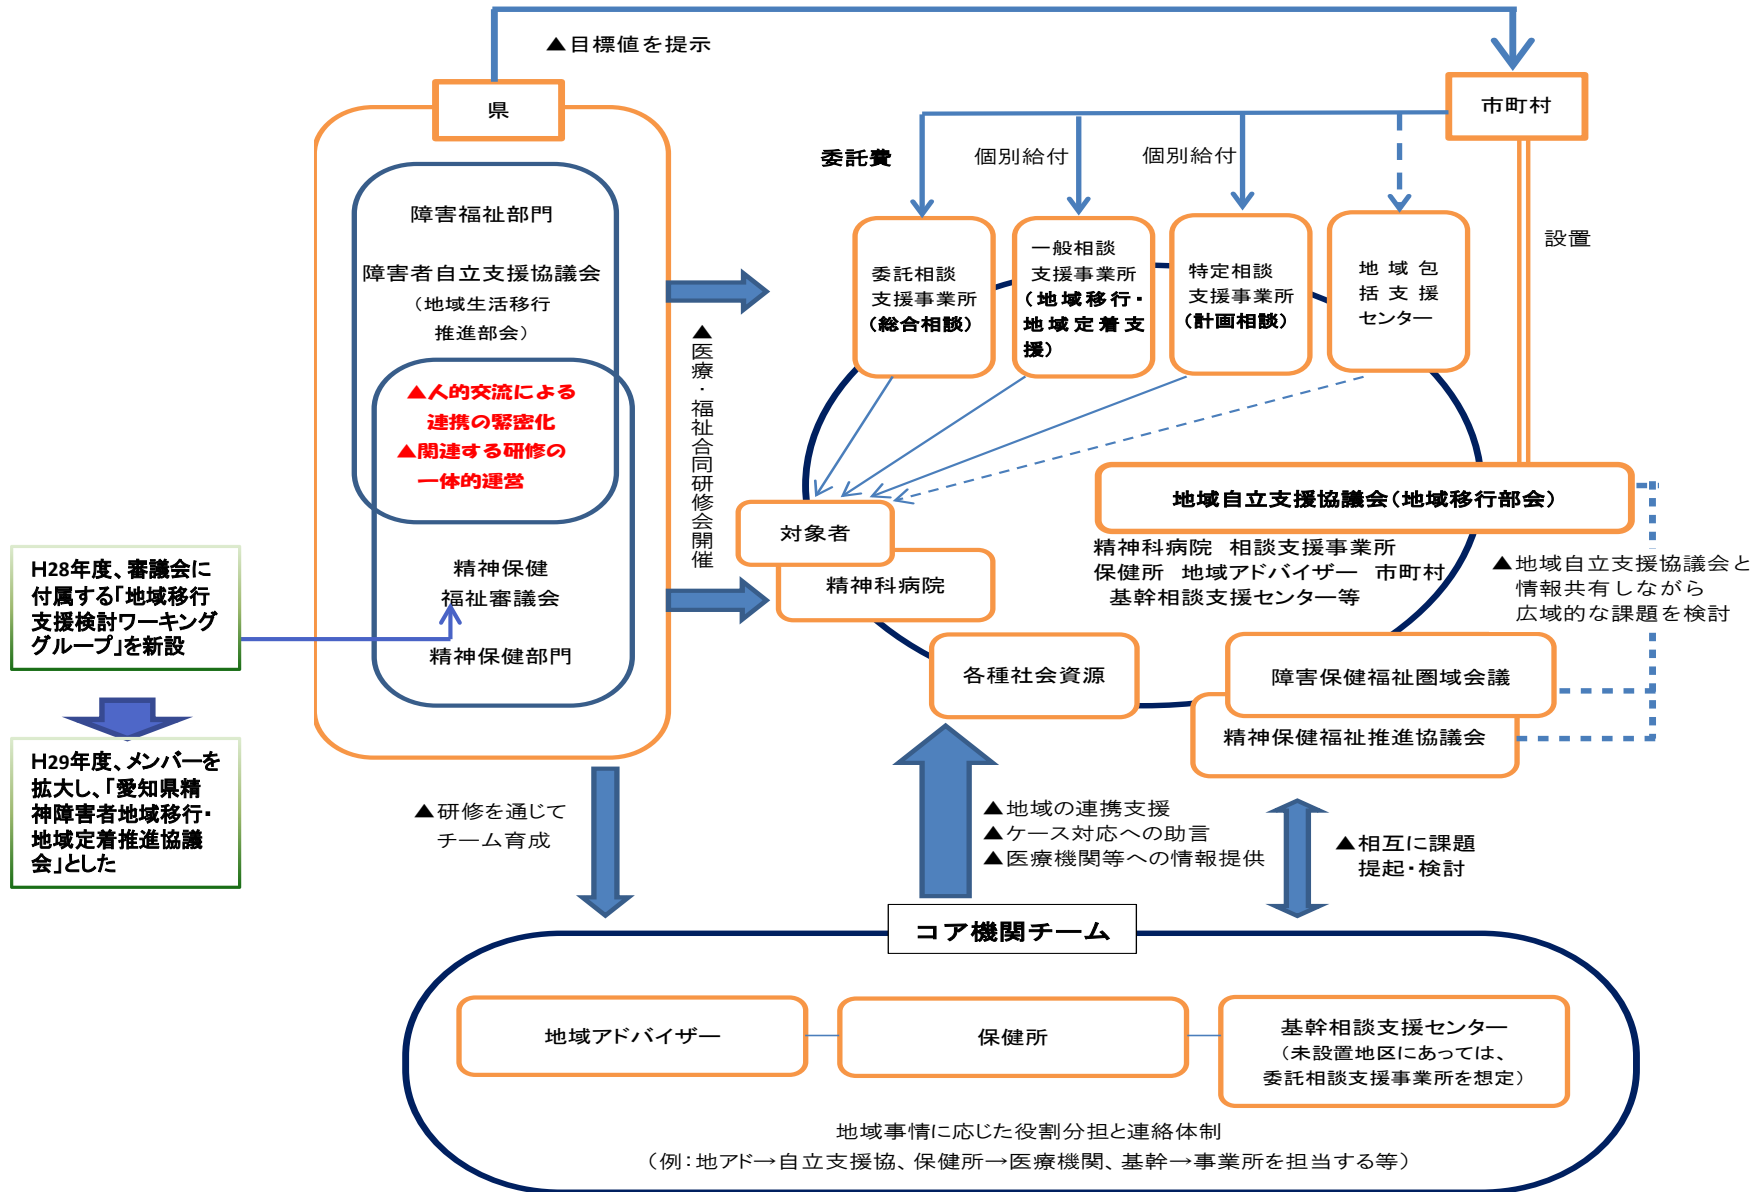 ▲目標値を提示
県
市町村
委託費
個別給付
個別給付
設置
障害福祉部門
障害者自立支援協議会
（地域生活移行
推進部会）
▲人的交流による
連携の緊密化
▲関連する研修の
一体的運営
精神保健
福祉審議会
精神保健部門
▲医療・福祉合同研修会開催
委託相談
支援事業所
（総合相談）
一般相談
支援事業所
（地域移行・
地域定着支
援）
特定相談
支援事業所
（計画相談）
地域包
括支援
センター
対象者
精神科病院
各種社会資源
地域自立支援協議会（地域移行部会）
精神科病院 相談支援事業所
保健所 地域アドバイザー 市町村
基幹相談支援センター等
▲地域自立支援協議会と
情報共有しながら
広域的な課題を検討
障害保健福祉圏域会議
精神保健福祉推進協議会
H28年度、審議会に
付属する「地域移行
支援検討ワーキング
グループ」を新設
H29年度、メンバーを
拡大し、「愛知県精
神障害者地域移行・
地域定着推進協議
会」とした
▲研修を通じて
チーム育成
▲地域の連携支援
▲ケース対応への助言
▲医療機関等への情報提供
▲相互に課題
提起・検討
コア機関チーム
地域アドバイザー
保健所
基幹相談支援センター
（未設置地区にあっては、
委託相談支援事業所を想定）
地域事情に応じた役割分担と連絡体制
（例：地アド→自立支援協、保健所→医療機関、基幹→事業所を担当する等）